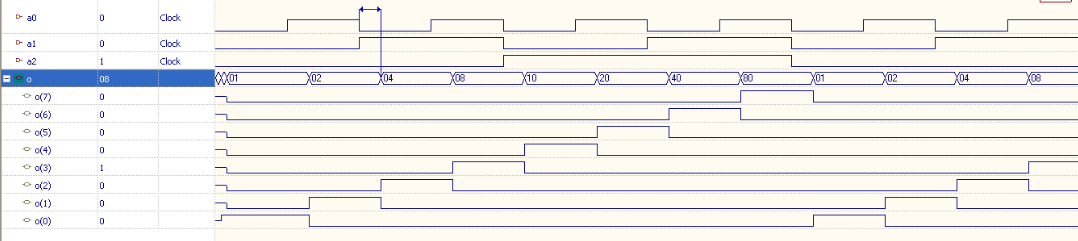 a0 0 Clock
a1 0 Clock
a2 1 Clock
o 08 01 02 04 08 10 20 40 80 01 02 04 08
o(7) 0
o(6) 0
o(5) 0
o(4) 0
o(3) 1
o(2) 0
o(1) 0
o(0) 0